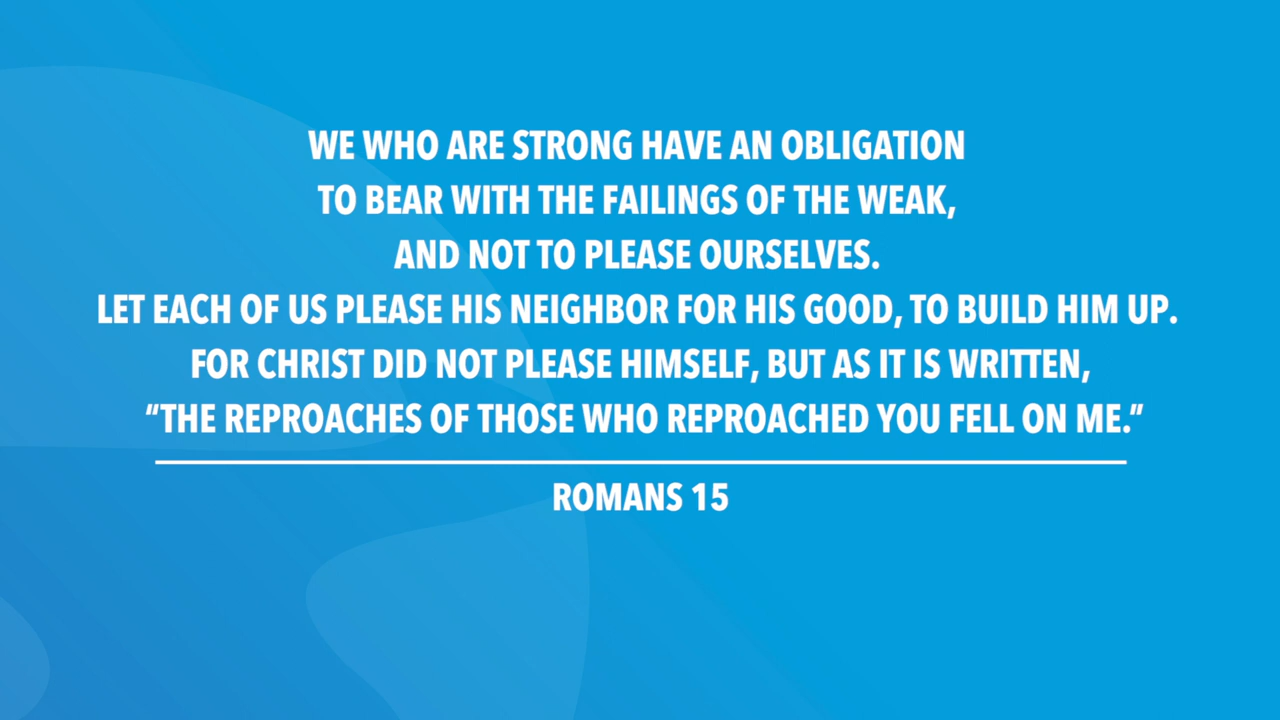 WE WHO ARE STRONG HAVE AN OBLIGATION
TO BEAR WITH THE FAILINGS OF THE WEAK,
AND NOT TO PLEASE OURSELVES.
LET EACH OF US PLEASE HIS NEIGHBOR FOR HIS GOOD, TO BUILD HIM UP.
FOR CHRIST DID NOT PLEASE HIMSELF, BUT AS IT IS WRITTEN,
“THE REPROACHES OF THOSE WHO REPROACHED YOU FELL ON ME.”
ROMANS 15